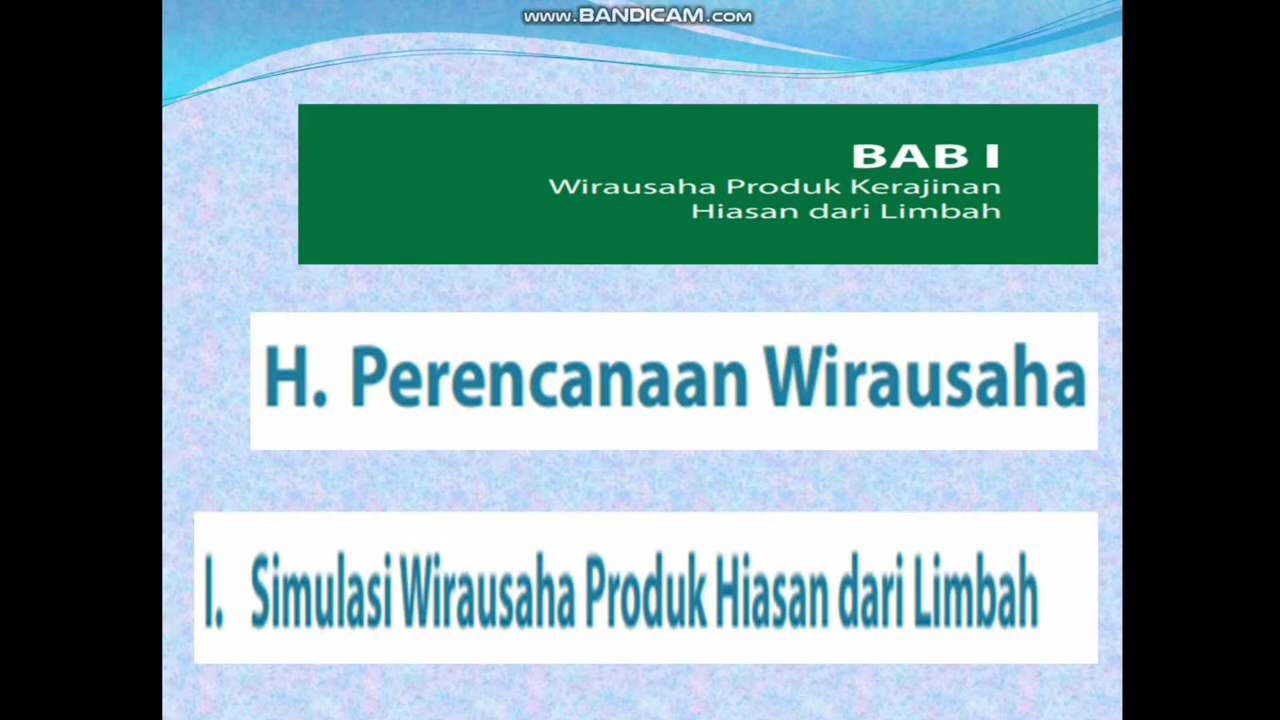 www.BANDICAM.com
BAB I
Wirausaha Produk Kerajinan
Hiasan dari Limbah
H. Perencanaan Wirausaha
I. Simulasi Wirausaha Produk Hiasan dari Limbah